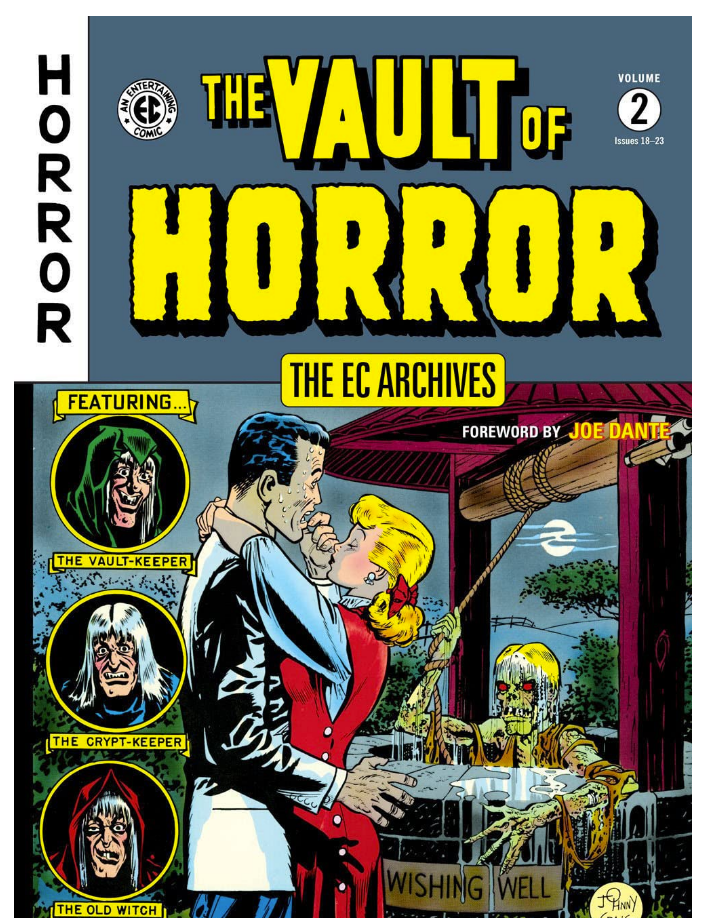 HORROR
AN ENTERTAINING
EC
COMIC
THE VAULT OF
HORROR
VOLUME
2
Issues 18–23
THE EC ARCHIVES
FEATURING...
FOREWORD BY JOE DANTE
THE VAULT-KEEPER
THE CRYPT-KEEPER
THE OLD WITCH
WISHING WELL
JOHNNY